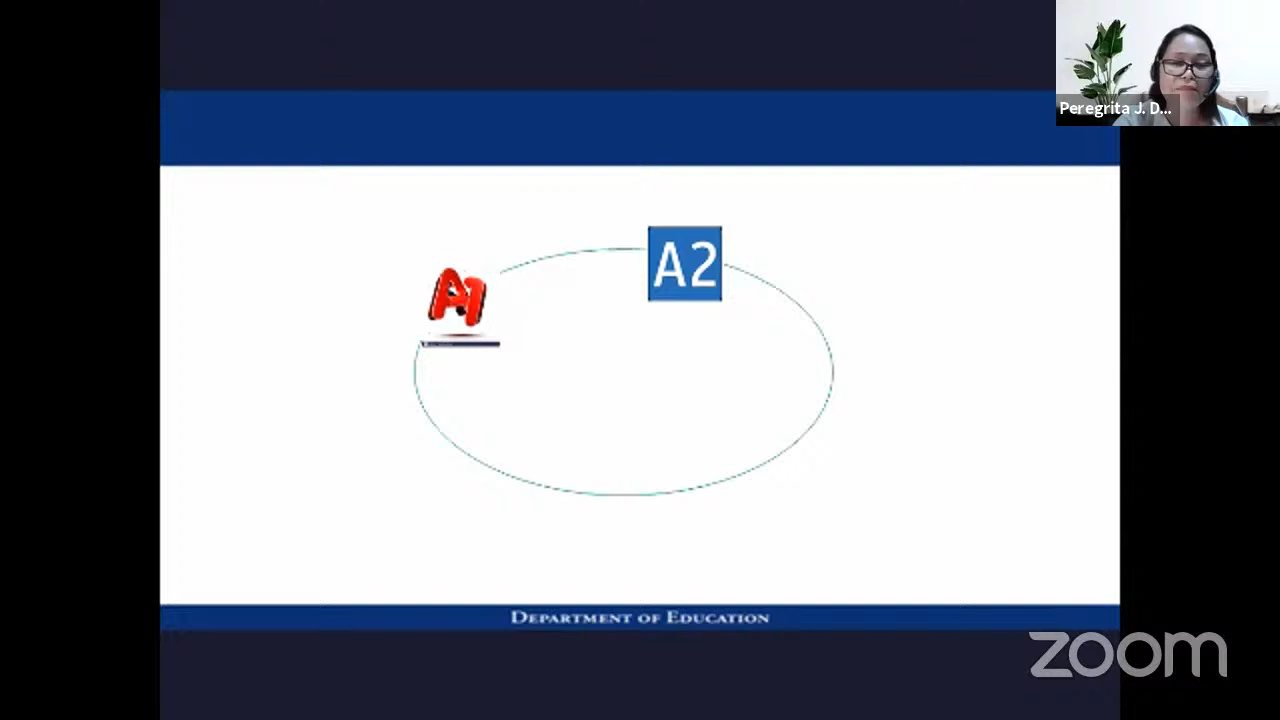 Peregrita J. D...
A1
A2
DEPARTMENT OF EDUCATION
zoom